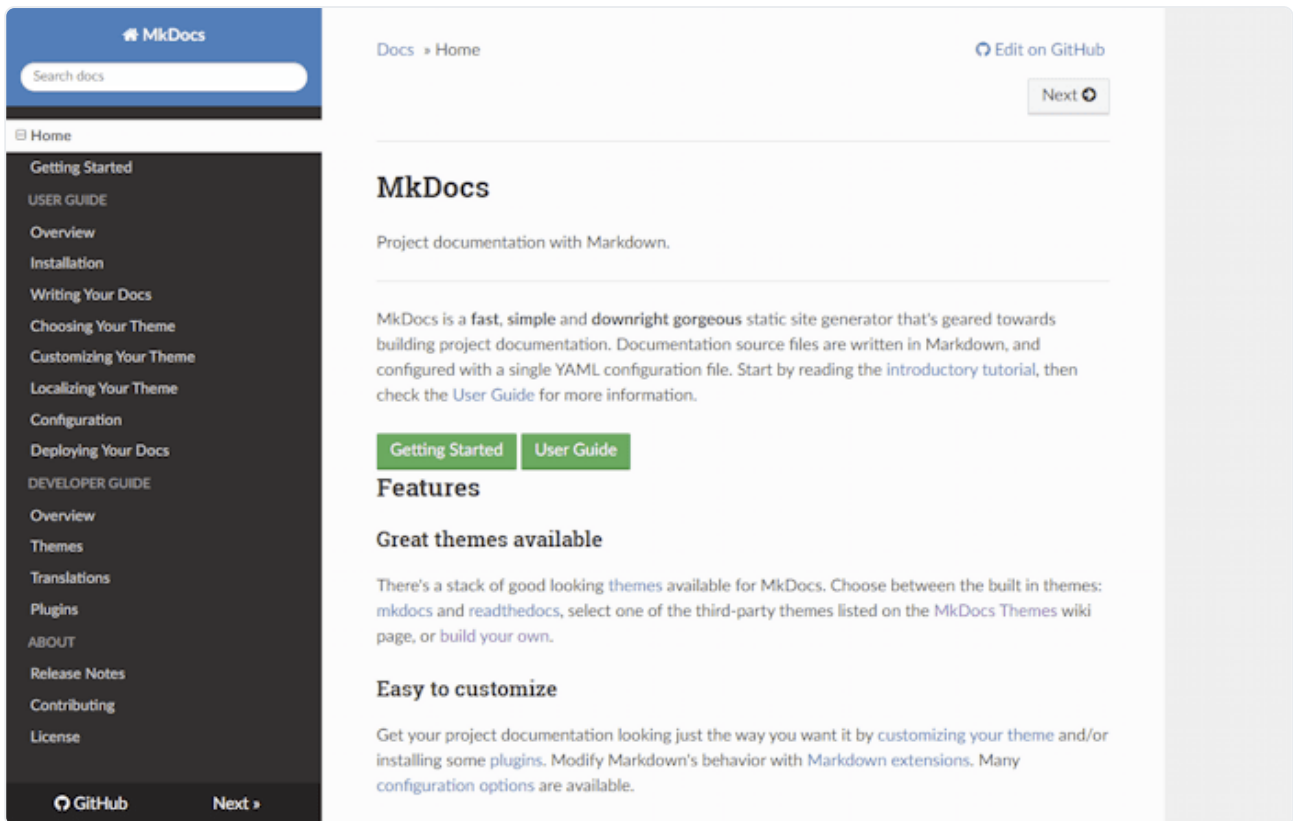 MkDocs
Search docs
Home
Getting Started
USER GUIDE
Overview
Installation
Writing Your Docs
Choosing Your Theme
Customizing Your Theme
Localizing Your Theme
Configuration
Deploying Your Docs
DEVELOPER GUIDE
Overview
Themes
Translations
Plugins
ABOUT
Release Notes
Contributing
License
GitHub Next »
Docs » Home Edit on GitHub
Next
MkDocs
Project documentation with Markdown.
MkDocs is a fast, simple and downright gorgeous static site generator that's geared towards
building project documentation. Documentation source files are written in Markdown, and
configured with a single YAML configuration file. Start by reading the introductory tutorial, then
check the User Guide for more information.
Getting Started User Guide
Features
Great themes available
There's a stack of good looking themes available for MkDocs. Choose between the built in themes:
mkdocs and readthedocs, select one of the third-party themes listed on the MkDocs Themes wiki
page, or build your own.
Easy to customize
Get your project documentation looking just the way you want it by customizing your theme and/or
installing some plugins. Modify Markdown's behavior with Markdown extensions. Many
configuration options are available.